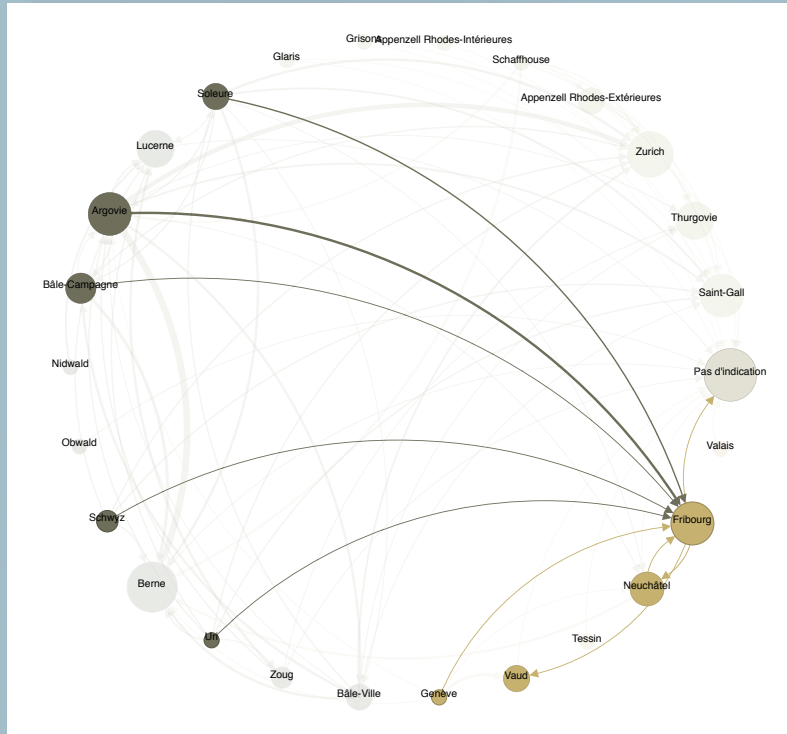 Grisons
Appenzell Rhodes-Intérieures
Glaris
Schaffhouse
Soleure
Appenzell Rhodes-Extérieures
Lucerne
Zurich
Argovie
Thurgovie
Bâle-Campagne
Saint-Gall
Nidwald
Pas d'indication
Obwald
Valais
Schwyz
Fribourg
Berne
Neuchâtel
Uri
Tessin
Zoug
Vaud
Bâle-Ville
Genève